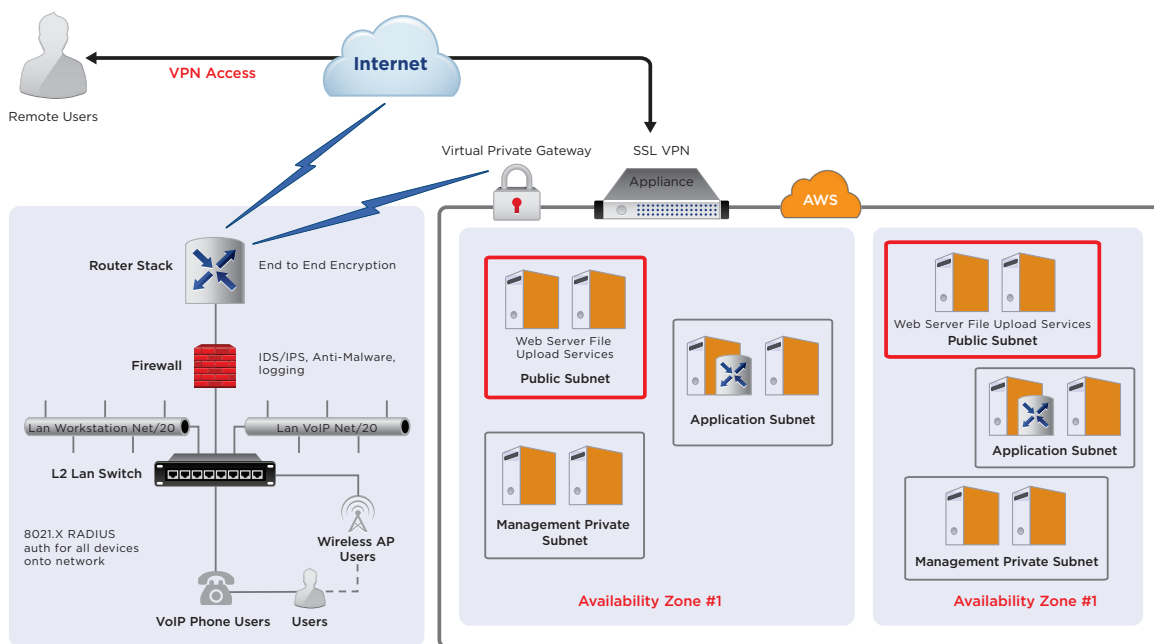 Internet
VPN Access
Remote Users
Virtual Private Gateway
SSL VPN
Appliance
AWS
Router Stack
End to End Encryption
Firewall
IDS/IPS, Anti-Malware,
logging
Lan Workstation Net/20
Lan VoIP Net/20
L2 Lan Switch
8021.X RADIUS
auth for all devices
onto network
Wireless AP
Users
VoIP Phone Users
Users
Web Server File
Upload Services
Public Subnet
Application Subnet
Management Private
Subnet
Availability Zone #1
Web Server File Upload Services
Public Subnet
Application Subnet
Management Private Subnet
Availability Zone #1